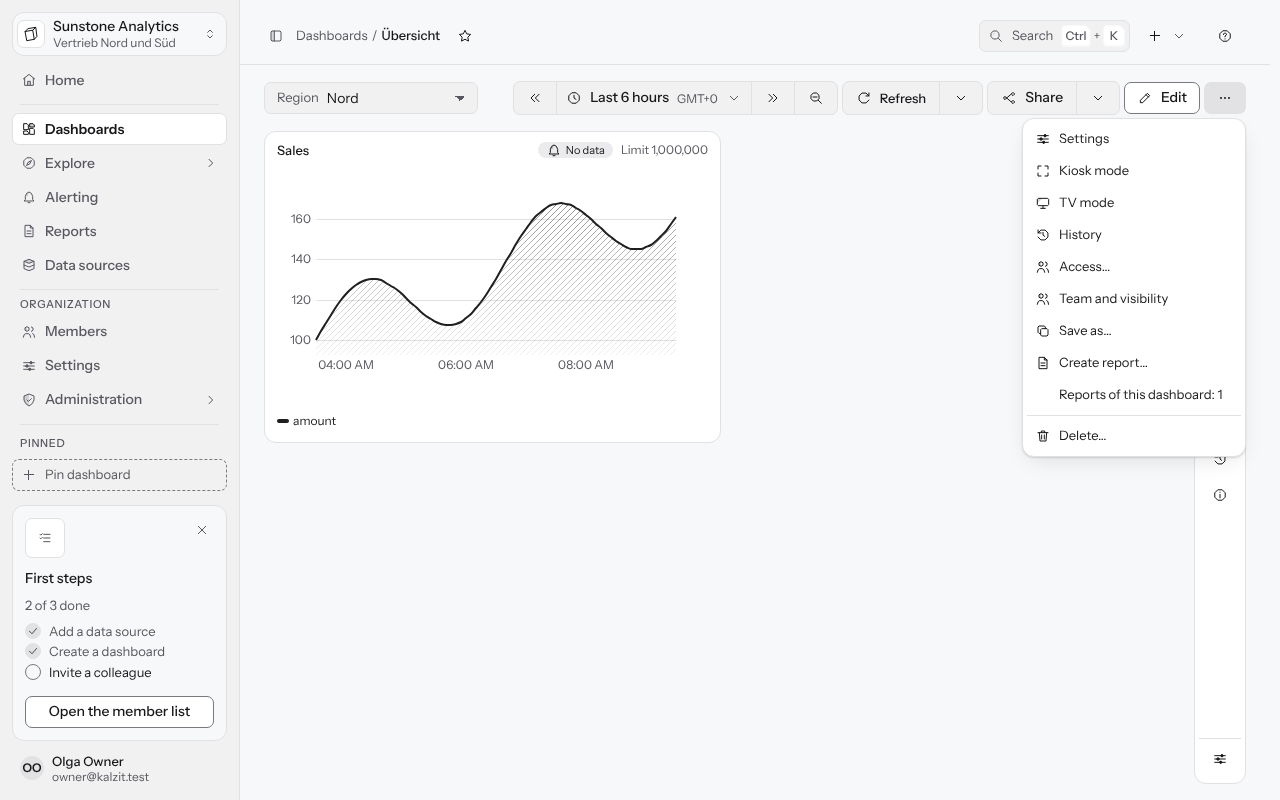 Sunstone Analytics
Vertrieb Nord und Süd
Home
Dashboards
Explore
Alerting
Reports
Data sources
ORGANIZATION
Members
Settings
Administration
PINNED
Pin dashboard
First steps
2 of 3 done
Add a data source
Create a dashboard
Invite a colleague
Open the member list
OO
Olga Owner
owner@kalzit.test
Dashboards / Übersicht
Search Ctrl + K
Region Nord
Last 6 hours GMT+0
Refresh
Share
Edit
Sales
No data
Limit 1,000,000
160
140
120
100
04:00 AM 06:00 AM 08:00 AM
amount
Settings
Kiosk mode
TV mode
History
Access...
Team and visibility
Save as...
Create report...
Reports of this dashboard: 1
Delete...